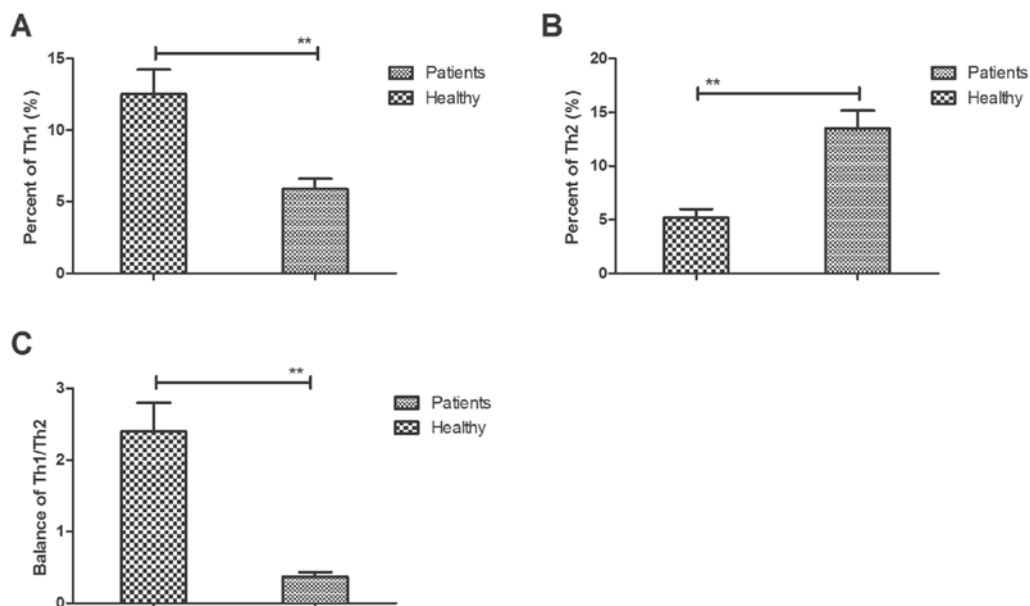 A
**
15
10
5
0
Percent of Th1 (%)
Patients
Healthy
B
**
20
15
10
5
0
Percent of Th2 (%)
Patients
Healthy
C
**
3
2
1
0
Balance of Th1/Th2
Patients
Healthy